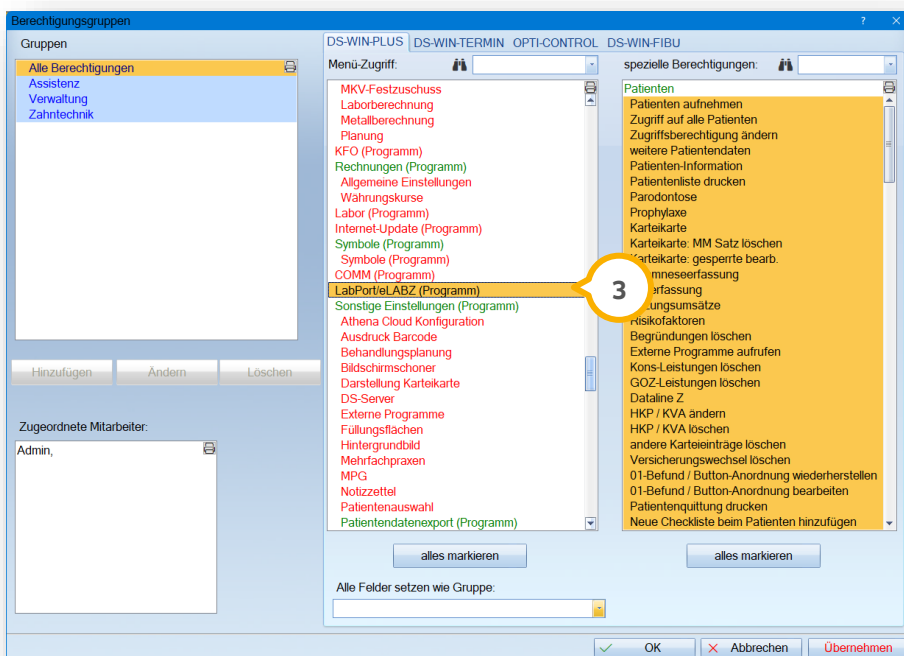 Berechtigungsgruppen
Gruppen
Alle Berechtigungen
Assistenz
Verwaltung
Zahntechnik
Hinzufügen
Ändern
Löschen
Zugeordnete Mitarbeiter:
Admin,
DS-WIN-PLUS
DS-WIN-TERMIN
OPTI-CONTROL
DS-WIN-FIBU
Menü-Zugriff:
MKV-Festzuschuss
Laborberechnung
Metallberechnung
Planung
KFO (Programm)
Rechnungen (Programm)
Allgemeine Einstellungen
Währungskurse
Labor (Programm)
Internet-Update (Programm)
Symbole (Programm)
Symbole (Programm)
COMM (Programm)
LabPort/eLABZ (Programm)
Sonstige Einstellungen (Programm)
Athena Cloud Konfiguration
Ausdruck Barcode
Behandlungsplanung
Bildschirmschoner
Darstellung Karteikarte
DS-Server
Externe Programme
Füllungsflächen
Hintergrundbild
Mehrfachpraxen
MPG
Notizzettel
Patientenauswahl
Patientendatenexport (Programm)
alles markieren
3
spezielle Berechtigungen:
Patienten
Patienten aufnehmen
Zugriff auf alle Patienten
Zugriffsberechtigung ändern
weitere Patientendaten
Patienten-Information
Patientenliste drucken
Parodontose
Prophylaxe
Karteikarte
Karteikarte: MM Satz löschen
Karteikarte: gesperrte bearb.
Risikofaktoren
Begründungen löschen
Externe Programme aufrufen
Kons-Leistungen löschen
GOZ-Leistungen löschen
Dataline Z
HKP / KVA ändern
HKP / KVA löschen
andere Karteieinträge löschen
Versicherungswechsel löschen
01-Befund / Button-Anordnung wiederherstellen
01-Befund / Button-Anordnung bearbeiten
Patientenquittung drucken
Neue Checkliste beim Patienten hinzufügen
alles markieren
Alle Felder setzen wie Gruppe:
OK
Abbrechen
Übernehmen